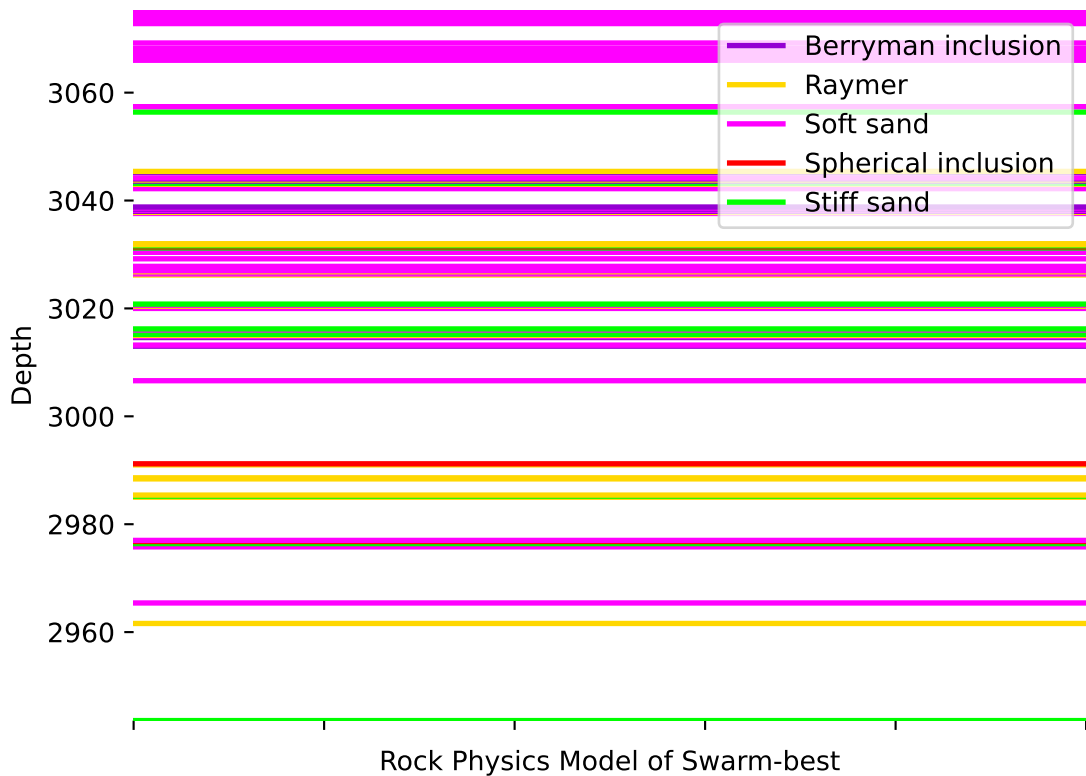 Berryman inclusion
Raymer
Soft sand
Spherical inclusion
Stiff sand
3060
3040
3020
3000
2980
2960
Depth
Rock Physics Model of Swarm-best